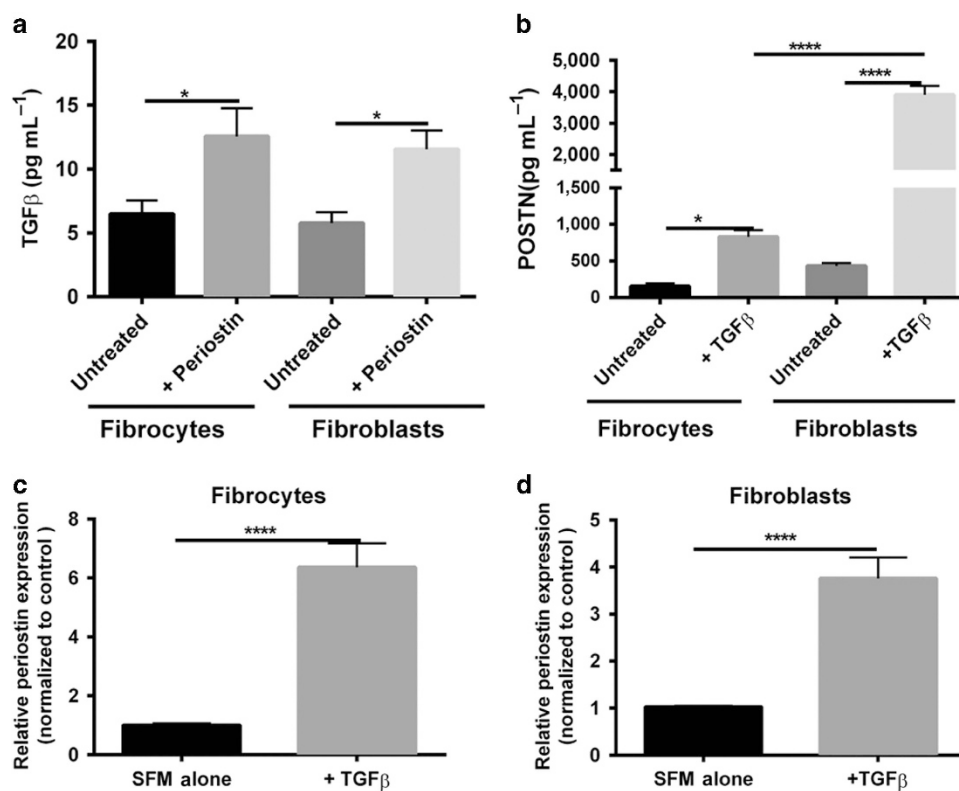 a
TGFβ (pg mL⁻¹)
20
15
10
5
0
*
*
Untreated
+ Periostin
Untreated
+ Periostin
Fibrocytes
Fibroblasts
b
POSTN(pg mL⁻¹)
5,000
4,000
3,000
2,000
1,500
1,000
500
0
****
****
*
Untreated
+ TGFβ
Untreated
+TGFβ
Fibrocytes
Fibroblasts
c
Fibrocytes
Relative periostin expression
(normalized to control )
8
6
4
2
0
****
SFM alone
+ TGFβ
d
Fibroblasts
Relative periostin expression
(normalized to control )
5
4
3
2
1
0
****
SFM alone
+TGFβ